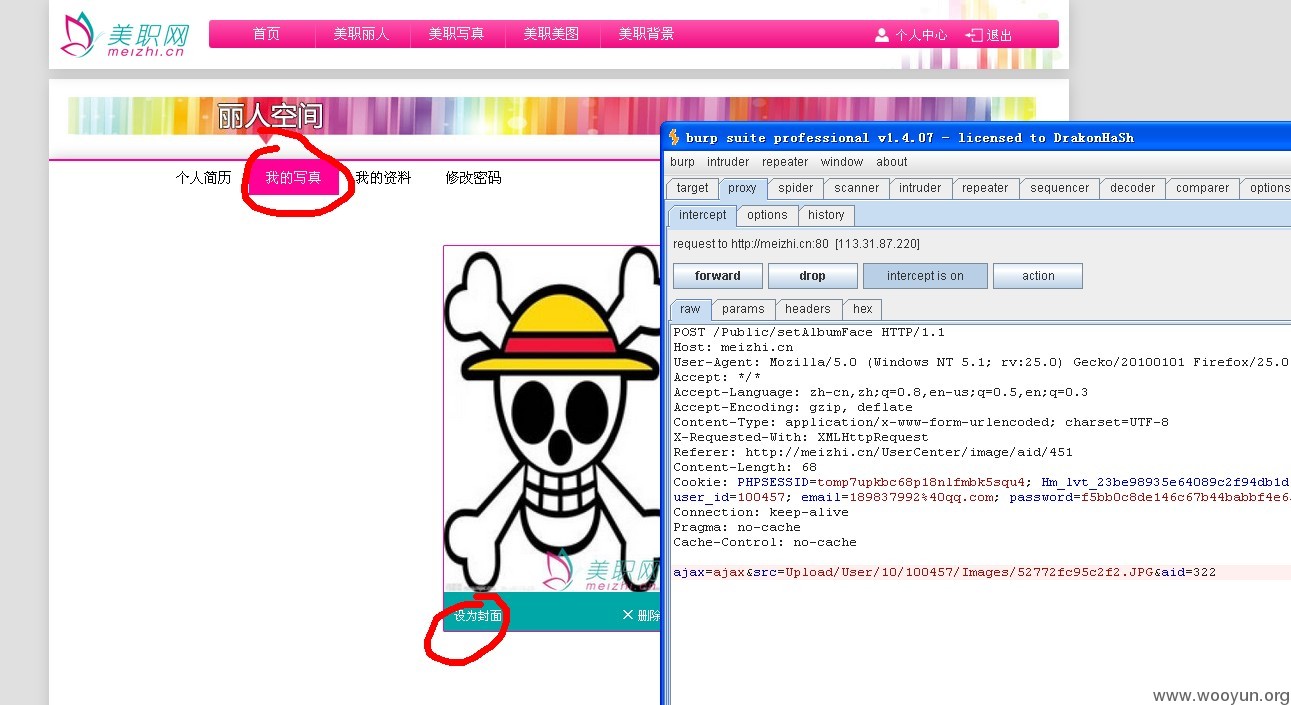 美职网
meizhi.cn
首页 美职丽人 美职写真 美职美图 美职背景 个人中心 退出
丽人空间
个人简历 我的写真 我的资料 修改密码
美职网
meizhi.cn
设为封面 × 删除
burp suite professional v1.4.07 - licensed to DrakonHaSh
burp intruder repeater window about
target proxy spider scanner intruder repeater sequencer decoder comparer options
intercept options history
request to http://meizhi.cn:80 [113.31.87.220]
forward drop intercept is on action
raw params headers hex
POST /Public/setAlbumFace HTTP/1.1
Host: meizhi.cn
User-Agent: Mozilla/5.0 (Windows NT 5.1; rv:25.0) Gecko/20100101 Firefox/25.0
Accept: */*
Accept-Language: zh-cn,zh;q=0.8,en-us;q=0.5,en;q=0.3
Accept-Encoding: gzip, deflate
Content-Type: application/x-www-form-urlencoded; charset=UTF-8
X-Requested-With: XMLHttpRequest
Referer: http://meizhi.cn/UserCenter/image/aid/451
Content-Length: 68
Cookie: PHPSESSID=tomp7upkbc68p18nlfmbk5squ4; Hm_lvt_23be98935e64089c2f94db1d
user_id=100457; email=189837992%40qq.com; password=f5bb0c8de146c67b44babbf4e6
Connection: keep-alive
Pragma: no-cache
Cache-Control: no-cache
ajax=ajax&src=Upload/User/10/100457/Images/52772fc95c2f2.JPG&aid=322
www.wooyun.org